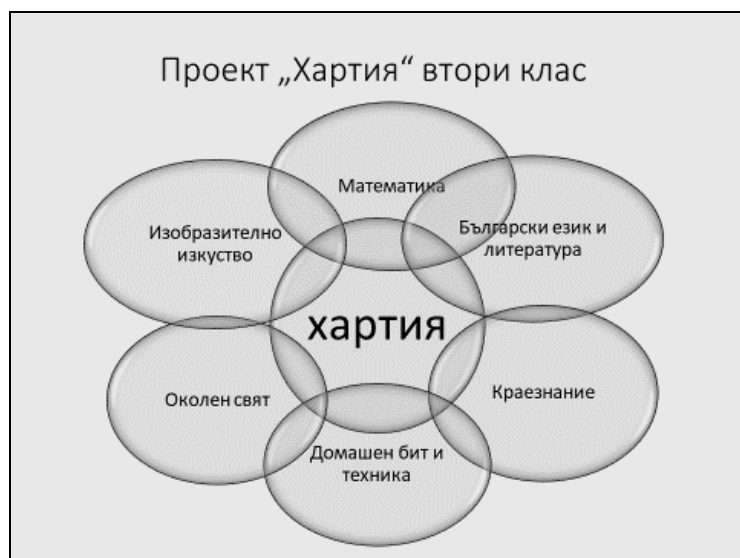 Проект „Хартия“ втори клас
Математика
Български език и
литература
Изобразително
изкуство
хартия
Краезнание
Околен свят
Домашен бит и
техника